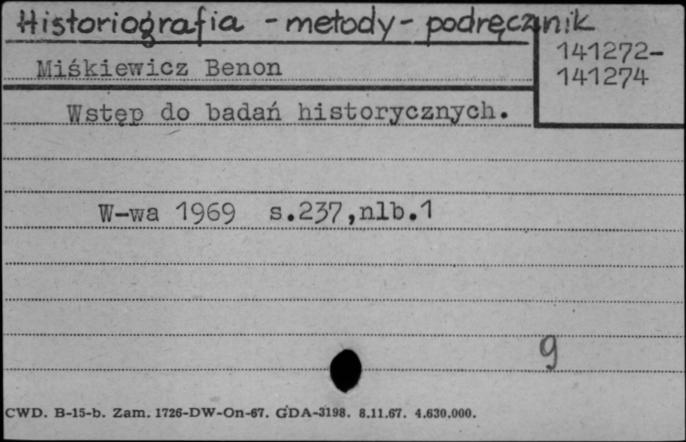 Historiografia - metody - podręcznik
141272-
141274
Miśkiewicz Benon
Wstęp do badań historycznych.
W-wa 1969 s.237,nlb.1
9
CWD. B-15-b. Zam. 1726-DW-On-67. GDA-3198. 8.11.67. 4.630.000.